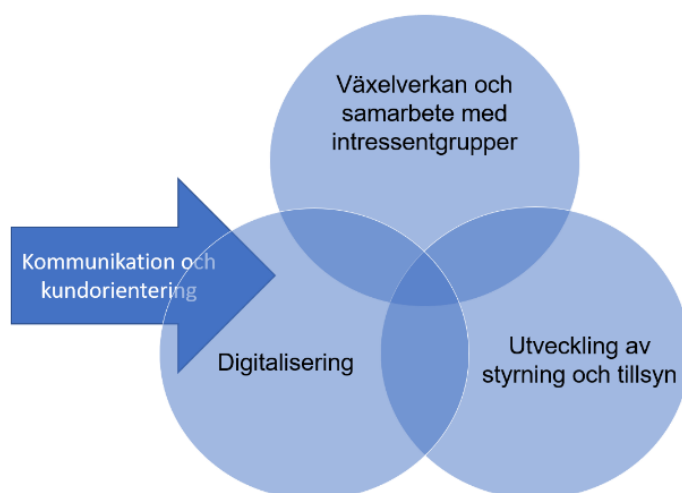 Växelverkan och
samarbete med
intressentgrupper
Kommunikation och
kundorientering
Digitalisering
Utveckling av
styrning och tillsyn